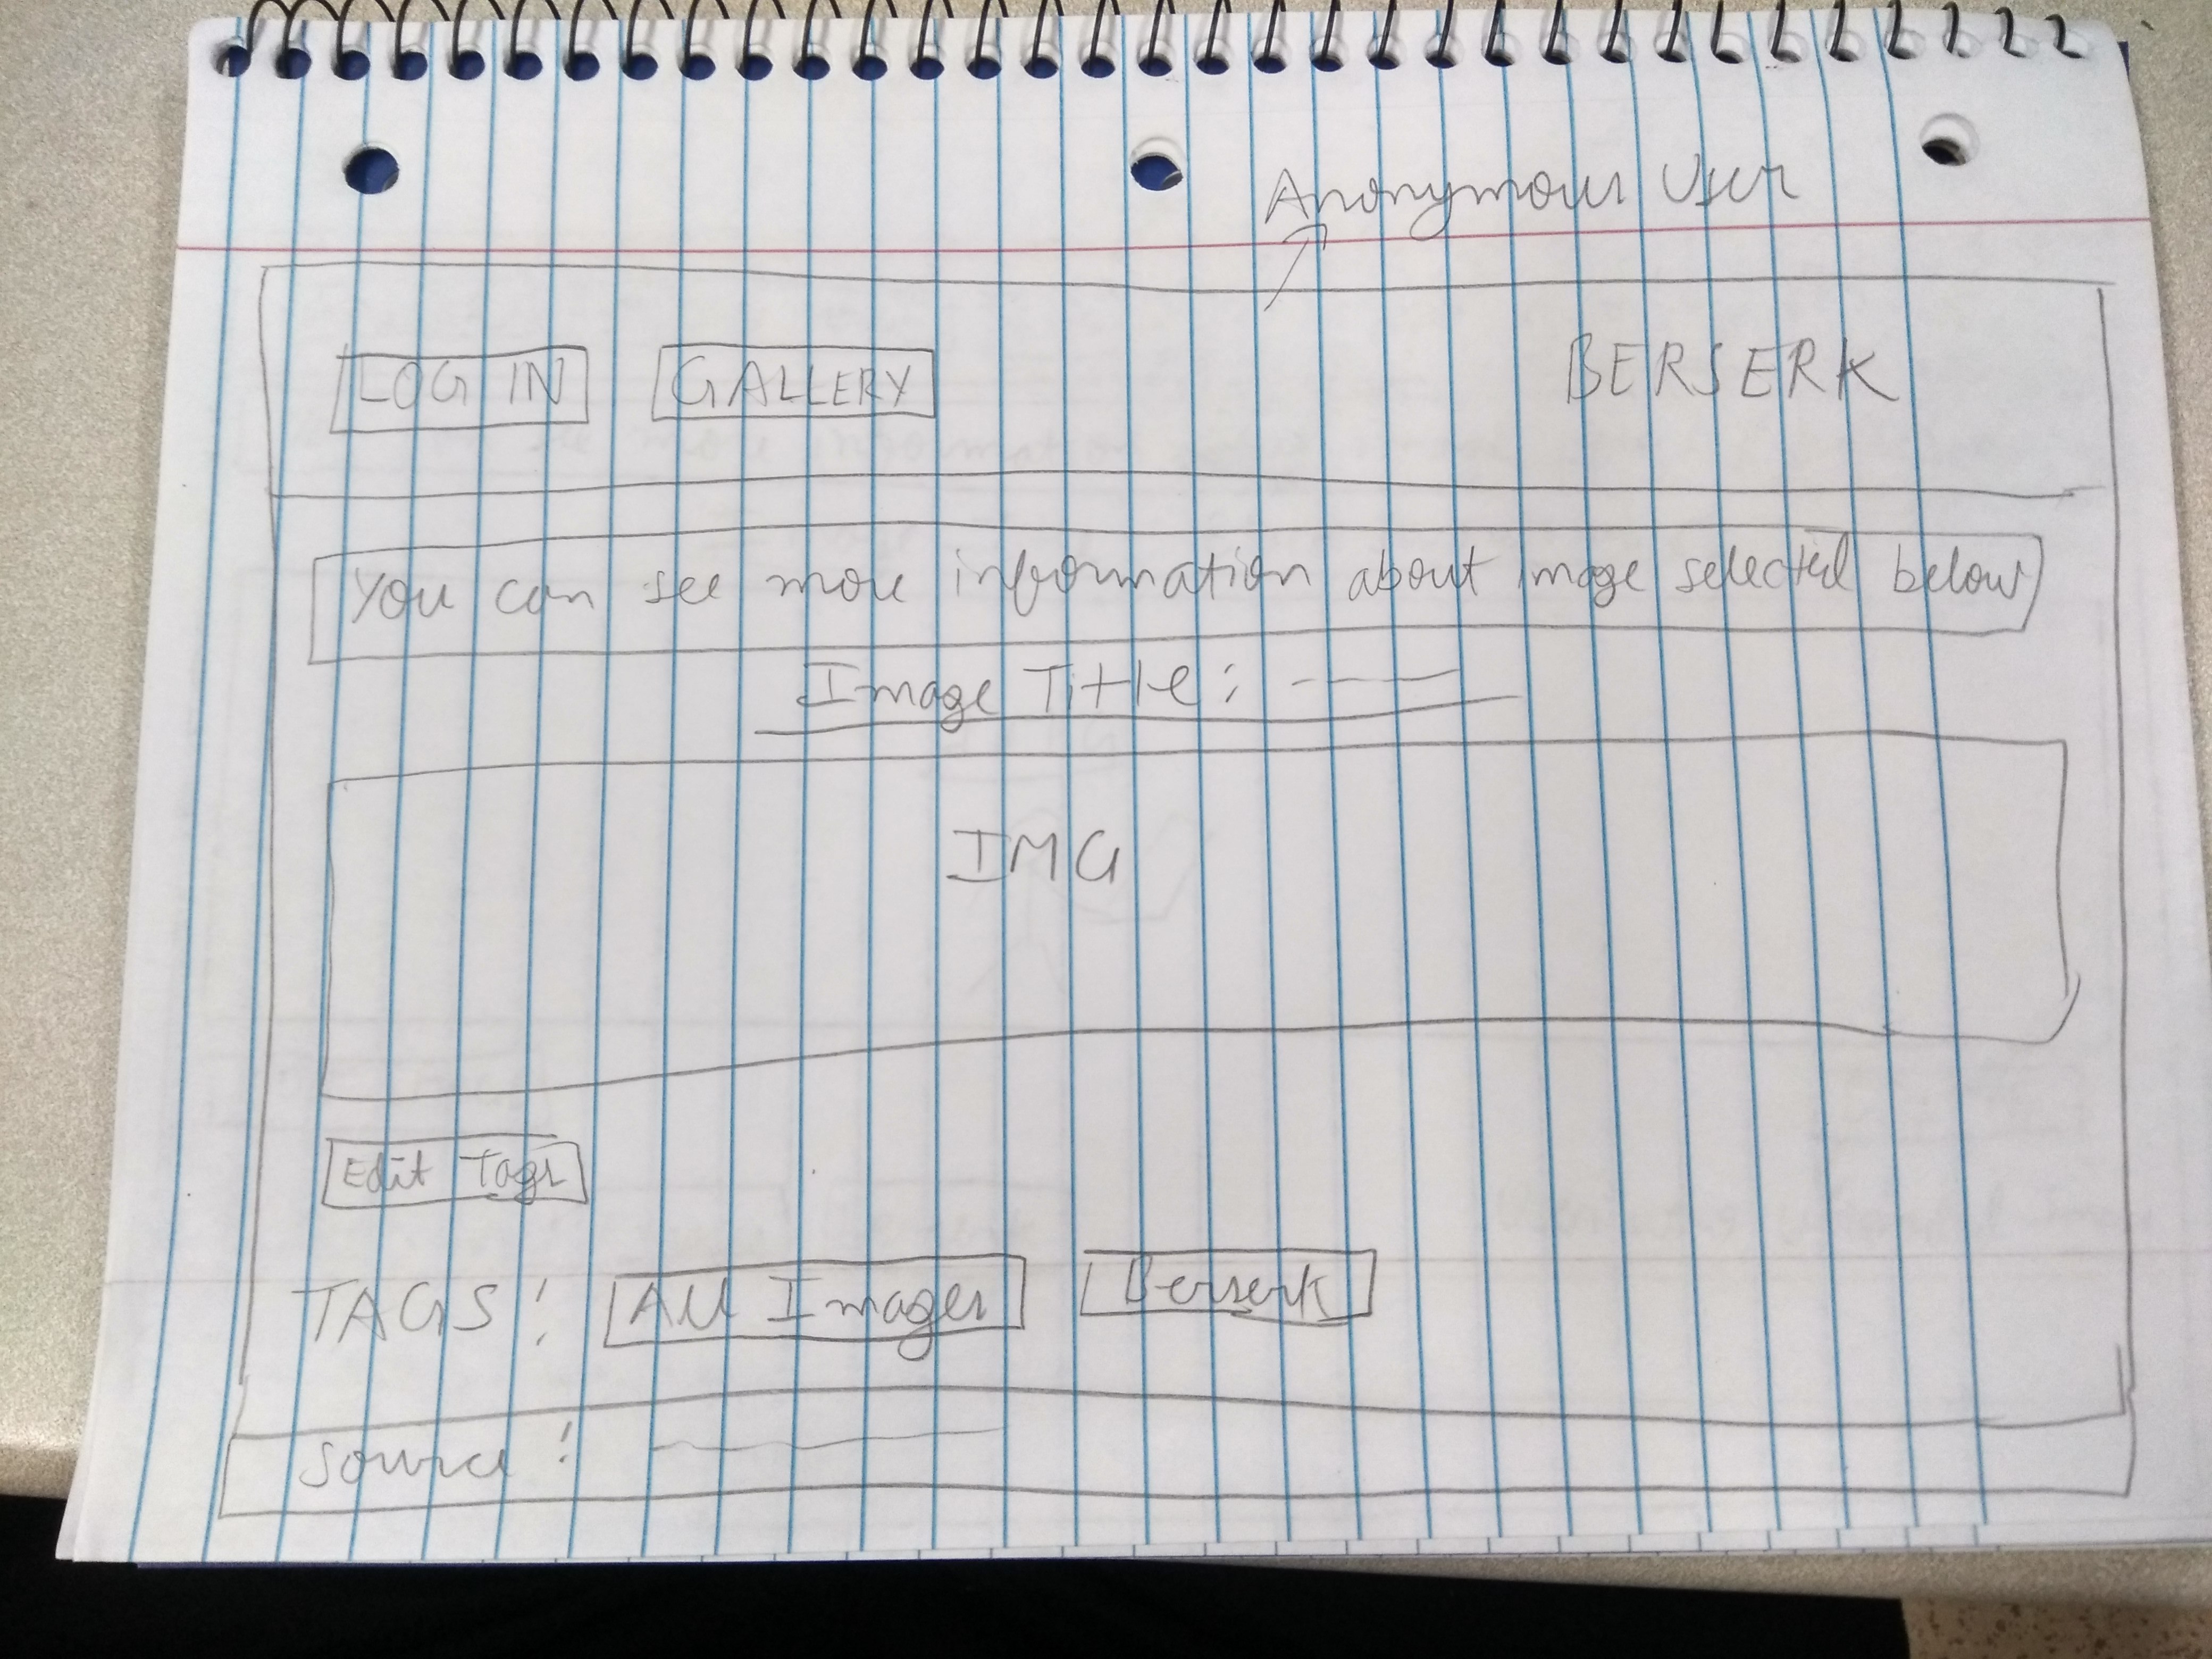 Anonymous User
LOG IN GALLERY BERSERK
You can see more information about image selected below
Image Title:
IMG
Edit Tags
TAGS: All Images Berserk
Source: